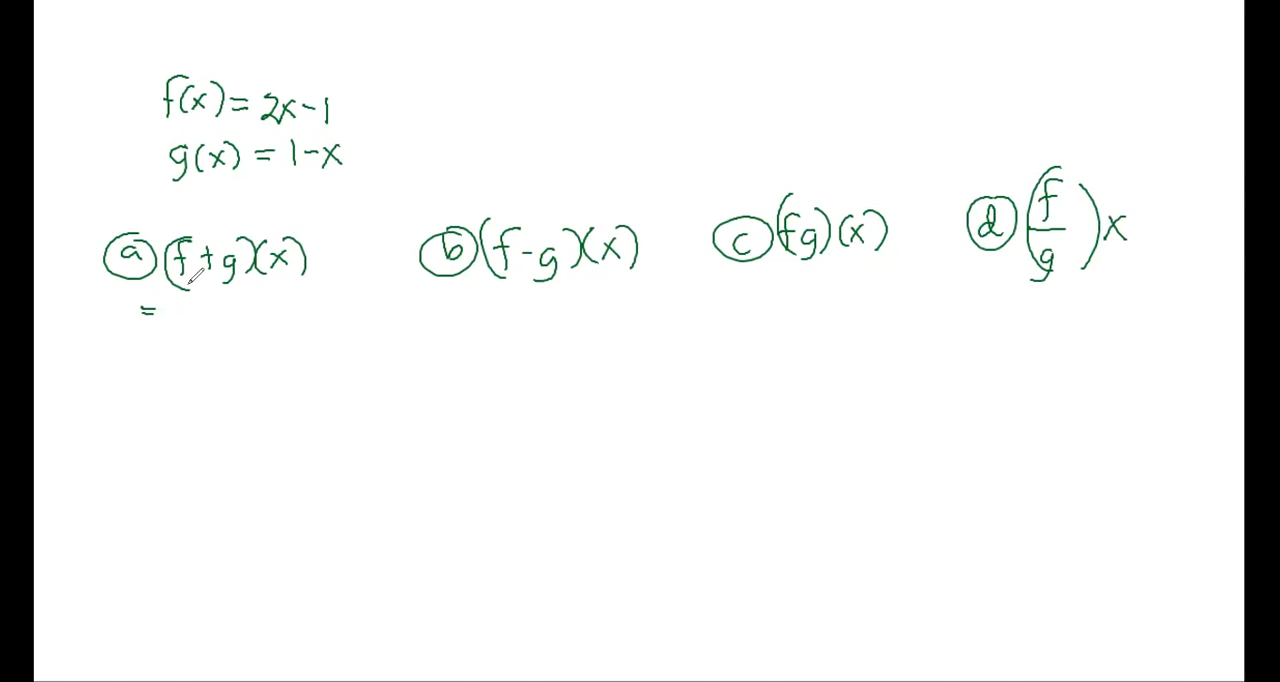 f(x) = 2x-1
g(x) = 1-x
ⓐ (f+g)(x) ⓑ (f-g)(x) ⓒ (fg)(x) ⓓ (f/g)x
=